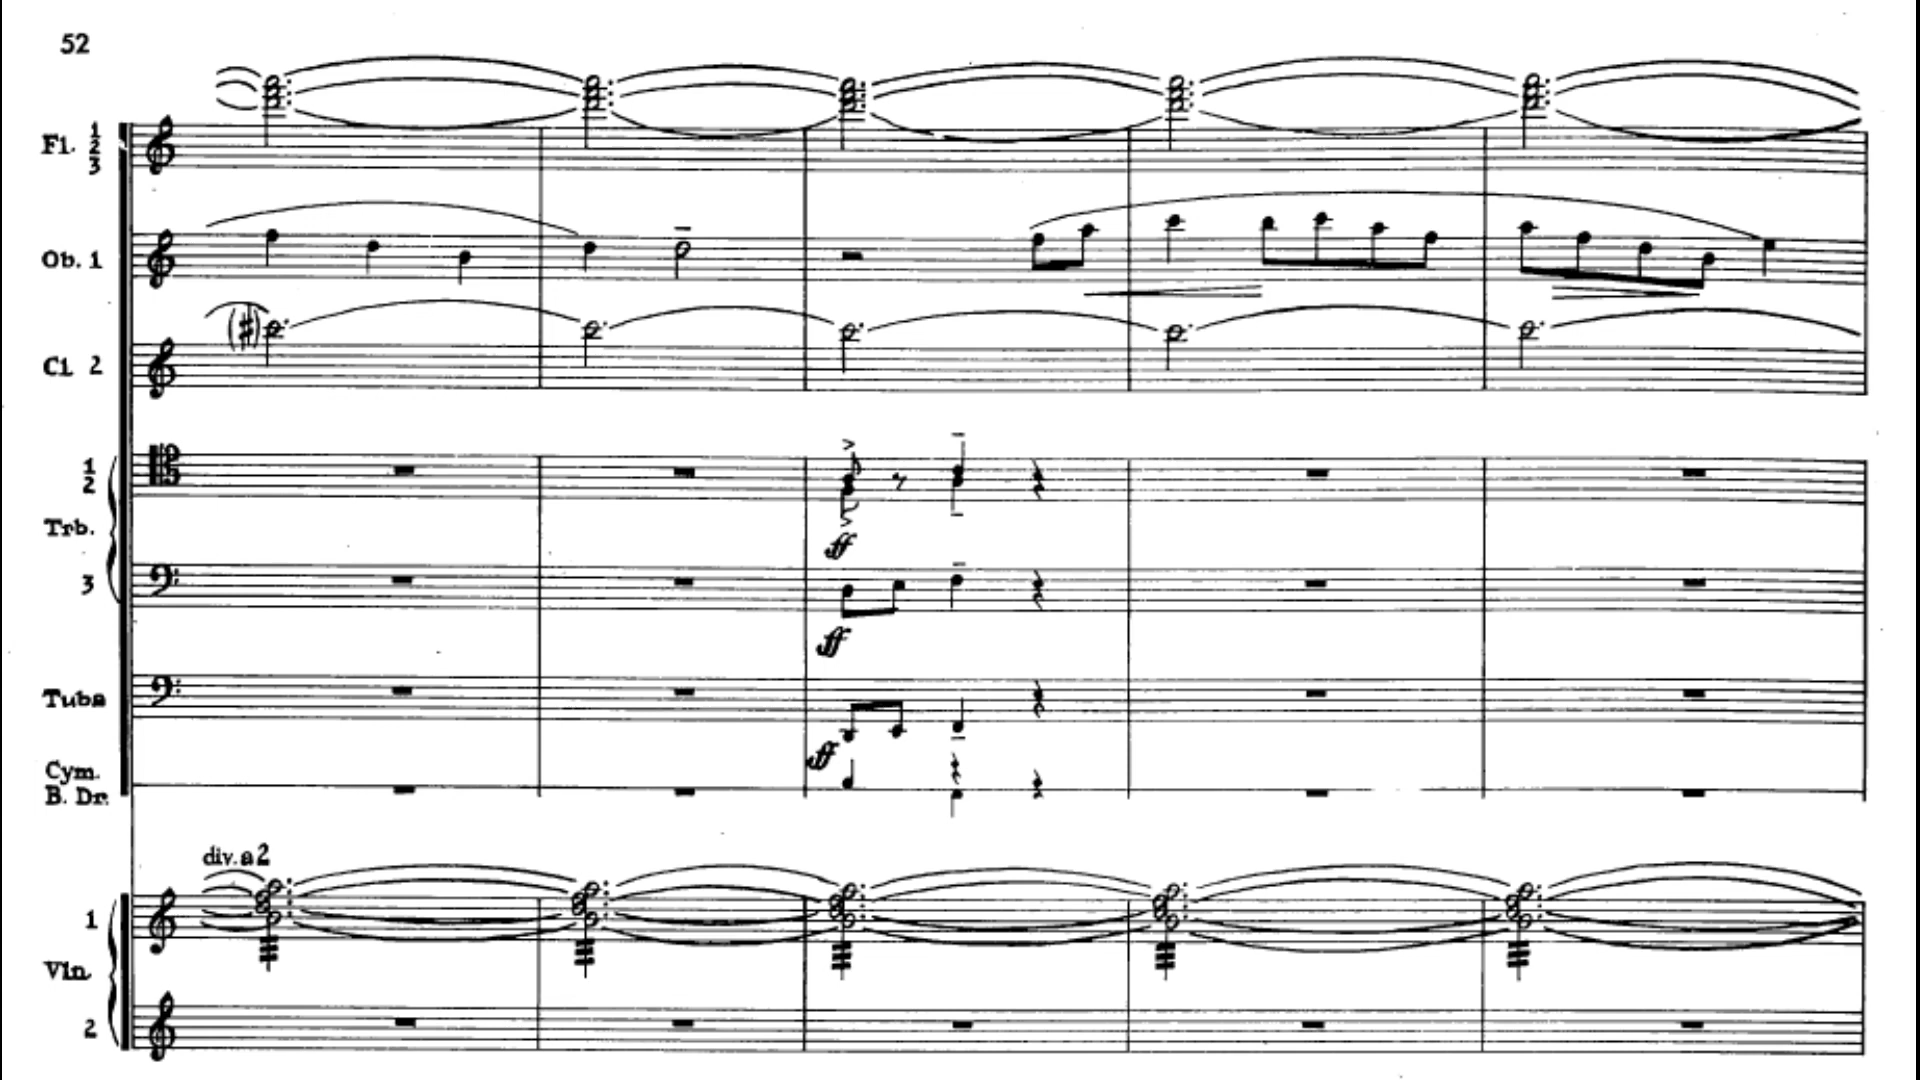 52
Fl. 1 2 3
Ob. 1
Cl 2
1 2
Trb.
ff
3
ff
Tuba
ff
Cym.
B. Dr.
div. a 2
1
Vln
2